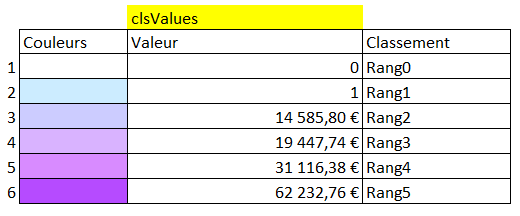 clsValues
Couleurs Valeur Classement
1 0 Rang0
2 1 Rang1
3 14 585,80 € Rang2
4 19 447,74 € Rang3
5 31 116,38 € Rang4
6 62 232,76 € Rang5